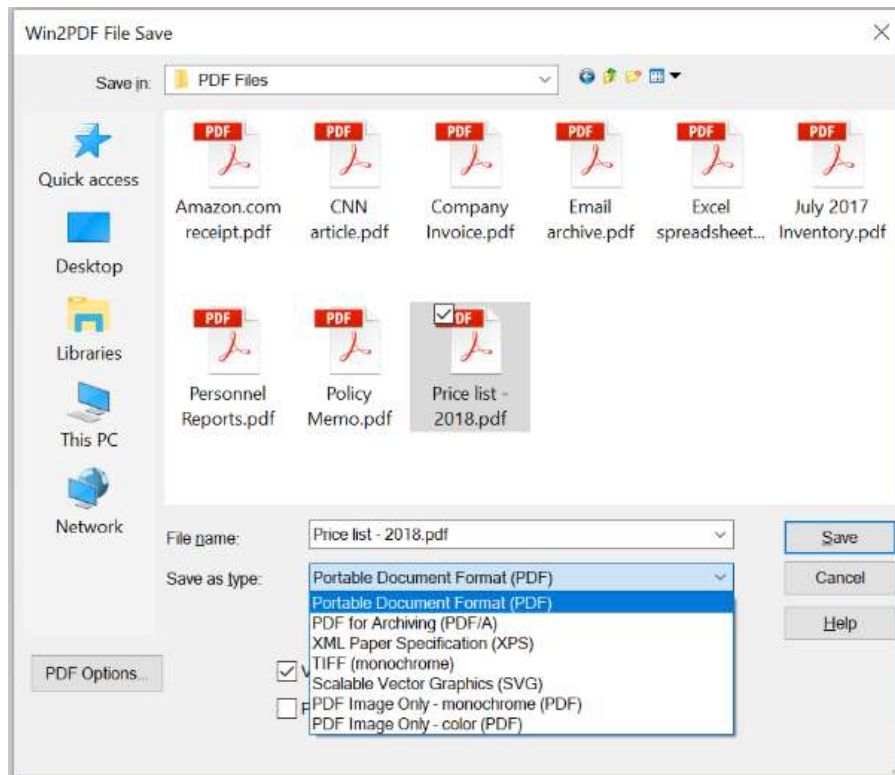 Win2PDF File Save
Save in:
PDF Files
Quick access
Desktop
Libraries
This PC
Network
PDF
PDF
PDF
PDF
PDF
PDF
Amazon.com
receipt.pdf
CNN
article.pdf
Company
Invoice.pdf
Email
archive.pdf
Excel
spreadsheet...
July 2017
Inventory.pdf
PDF
PDF
DF
Personnel
Reports.pdf
Policy
Memo.pdf
Price list -
2018.pdf
File name:
Price list - 2018.pdf
Save
Save as type:
Portable Document Format (PDF)
Cancel
Portable Document Format (PDF)
PDF for Archiving (PDF/A)
XML Paper Specification (XPS)
TIFF (monochrome)
Scalable Vector Graphics (SVG)
PDF Image Only - monochrome (PDF)
PDF Image Only - color (PDF)
Help
PDF Options...